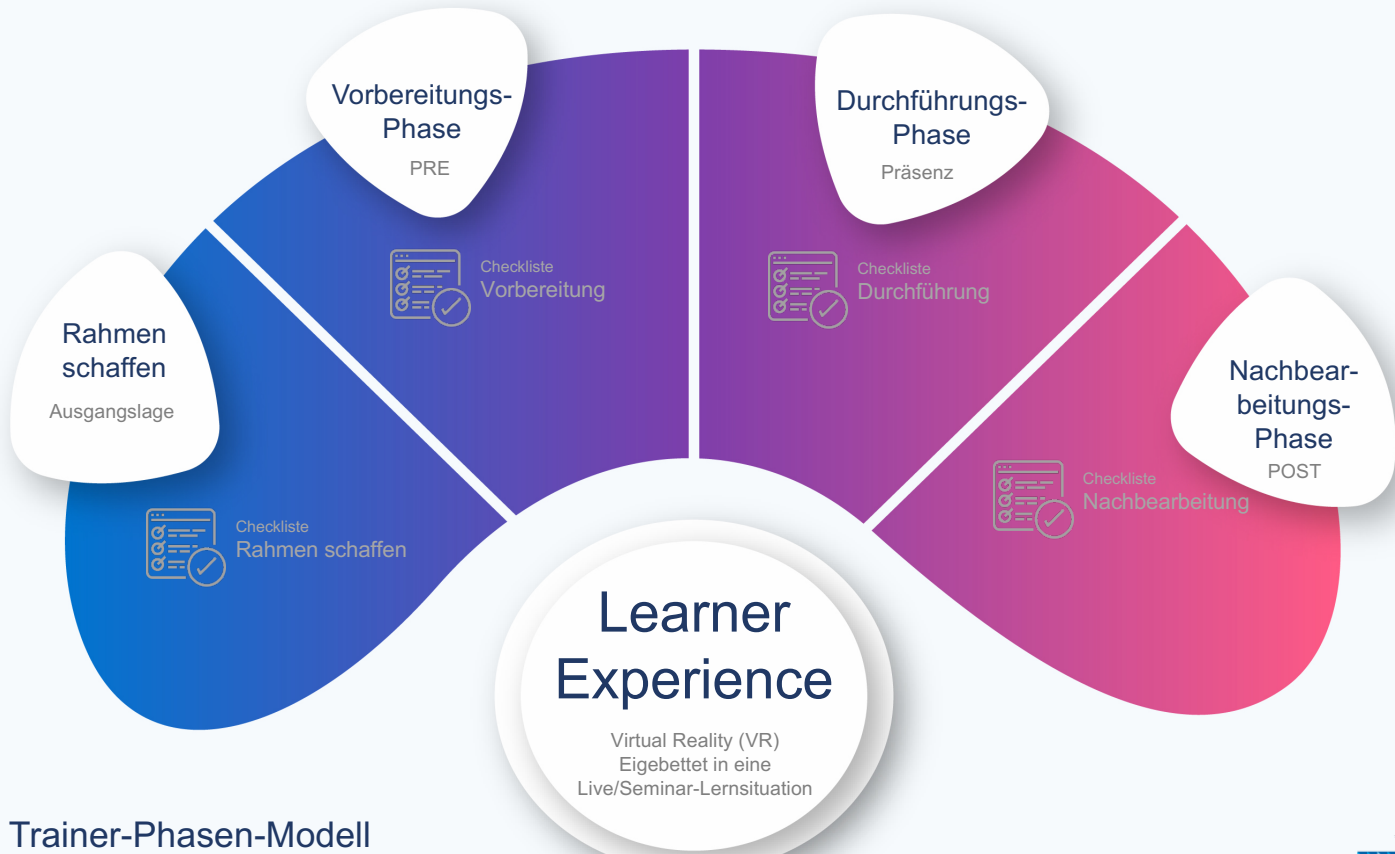 Vorbereitungs-
Phase
PRE
Durchführungs-
Phase
Präsenz
Checkliste
Vorbereitung
Checkliste
Durchführung
Rahmen
schaffen
Ausgangslage
Nachbear-
beitungs-
Phase
POST
Checkliste
Nachbearbeitung
Checkliste
Rahmen schaffen
Learner
Experience
Virtual Reality (VR)
Eigebettet in eine
Live/Seminar-Lernsituation
Trainer-Phasen-Modell